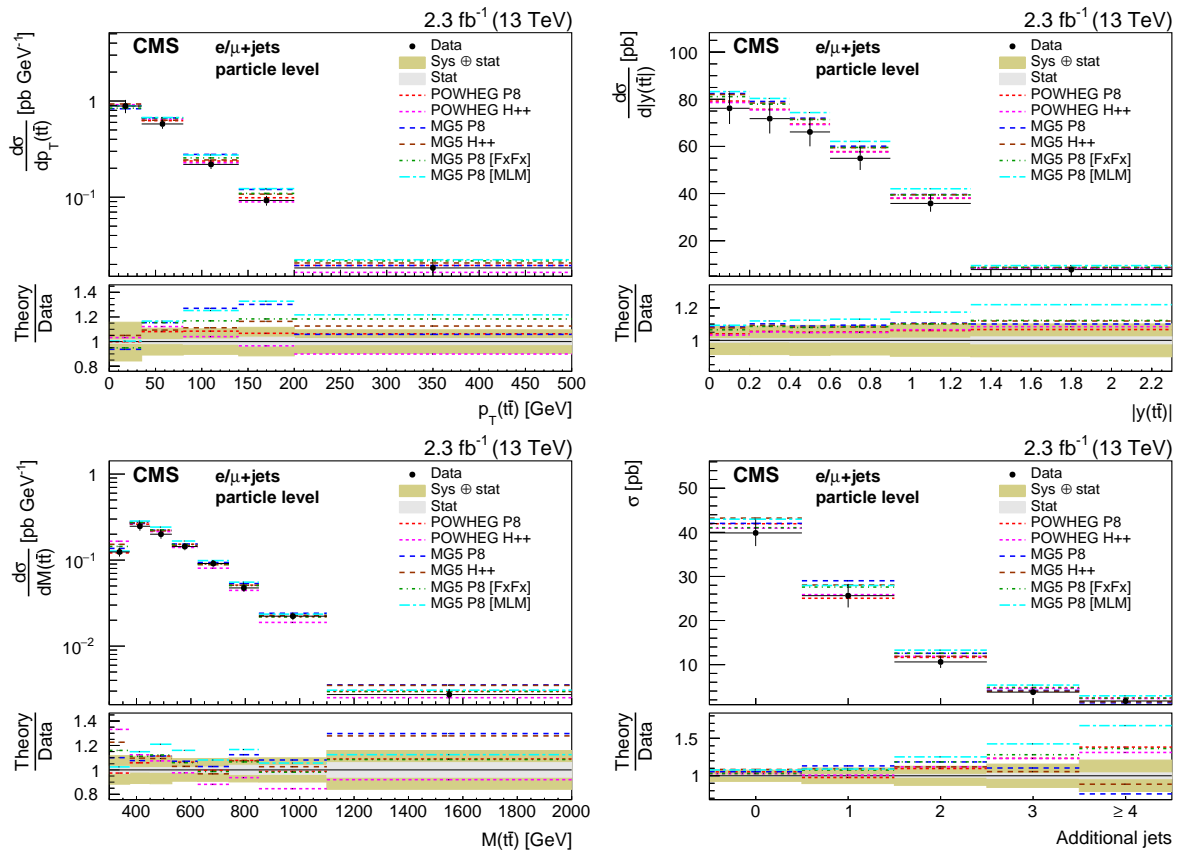 2.3 fb⁻¹ (13 TeV)
CMS
e/μ+jets
particle level
Data
Sys ⊕ stat
Stat
POWHEG P8
POWHEG H++
MG5 P8
MG5 H++
MG5 P8 [FxFx]
MG5 P8 [MLM]
dσ/dp_T(tt̄) [pb GeV⁻¹]
1
10⁻¹
Theory/Data
1.4
1.2
1
0.8
0 50 100 150 200 250 300 350 400 450 500
p_T(tt̄) [GeV]
2.3 fb⁻¹ (13 TeV)
CMS
e/μ+jets
particle level
Data
Sys ⊕ stat
Stat
POWHEG P8
POWHEG H++
MG5 P8
MG5 H++
MG5 P8 [FxFx]
MG5 P8 [MLM]
dσ/d|y(tt̄)| [pb]
100
80
60
40
20
Theory/Data
1.2
1
0 0.2 0.4 0.6 0.8 1 1.2 1.4 1.6 1.8 2 2.2
|y(tt̄)|
2.3 fb⁻¹ (13 TeV)
CMS
e/μ+jets
particle level
Data
Sys ⊕ stat
Stat
POWHEG P8
POWHEG H++
MG5 P8
MG5 H++
MG5 P8 [FxFx]
MG5 P8 [MLM]
dσ/dM(tt̄) [pb GeV⁻¹]
1
10⁻¹
10⁻²
Theory/Data
1.4
1.2
1
0.8
400 600 800 1000 1200 1400 1600 1800 2000
M(tt̄) [GeV]
2.3 fb⁻¹ (13 TeV)
CMS
e/μ+jets
particle level
Data
Sys ⊕ stat
Stat
POWHEG P8
POWHEG H++
MG5 P8
MG5 H++
MG5 P8 [FxFx]
MG5 P8 [MLM]
σ [pb]
50
40
30
20
10
Theory/Data
1.5
1
0 1 2 3 ≥ 4
Additional jets